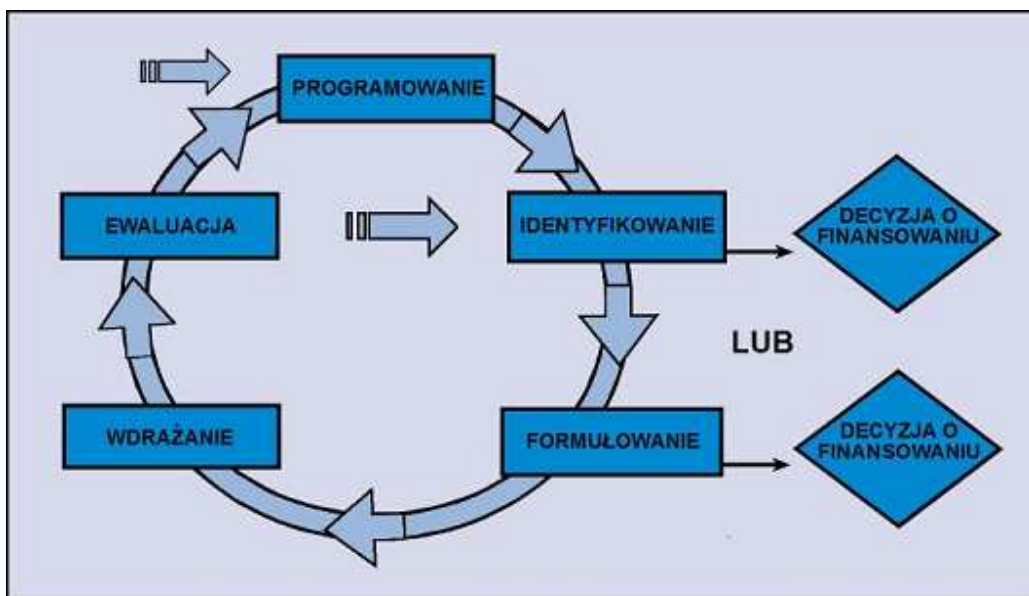 PROGRAMOWANIE
EWALUACJA
IDENTYFIKOWANIE
DECYZJA O
FINANSOWANIU
LUB
WDRAŻANIE
FORMUŁOWANIE
DECYZJA O
FINANSOWANIU